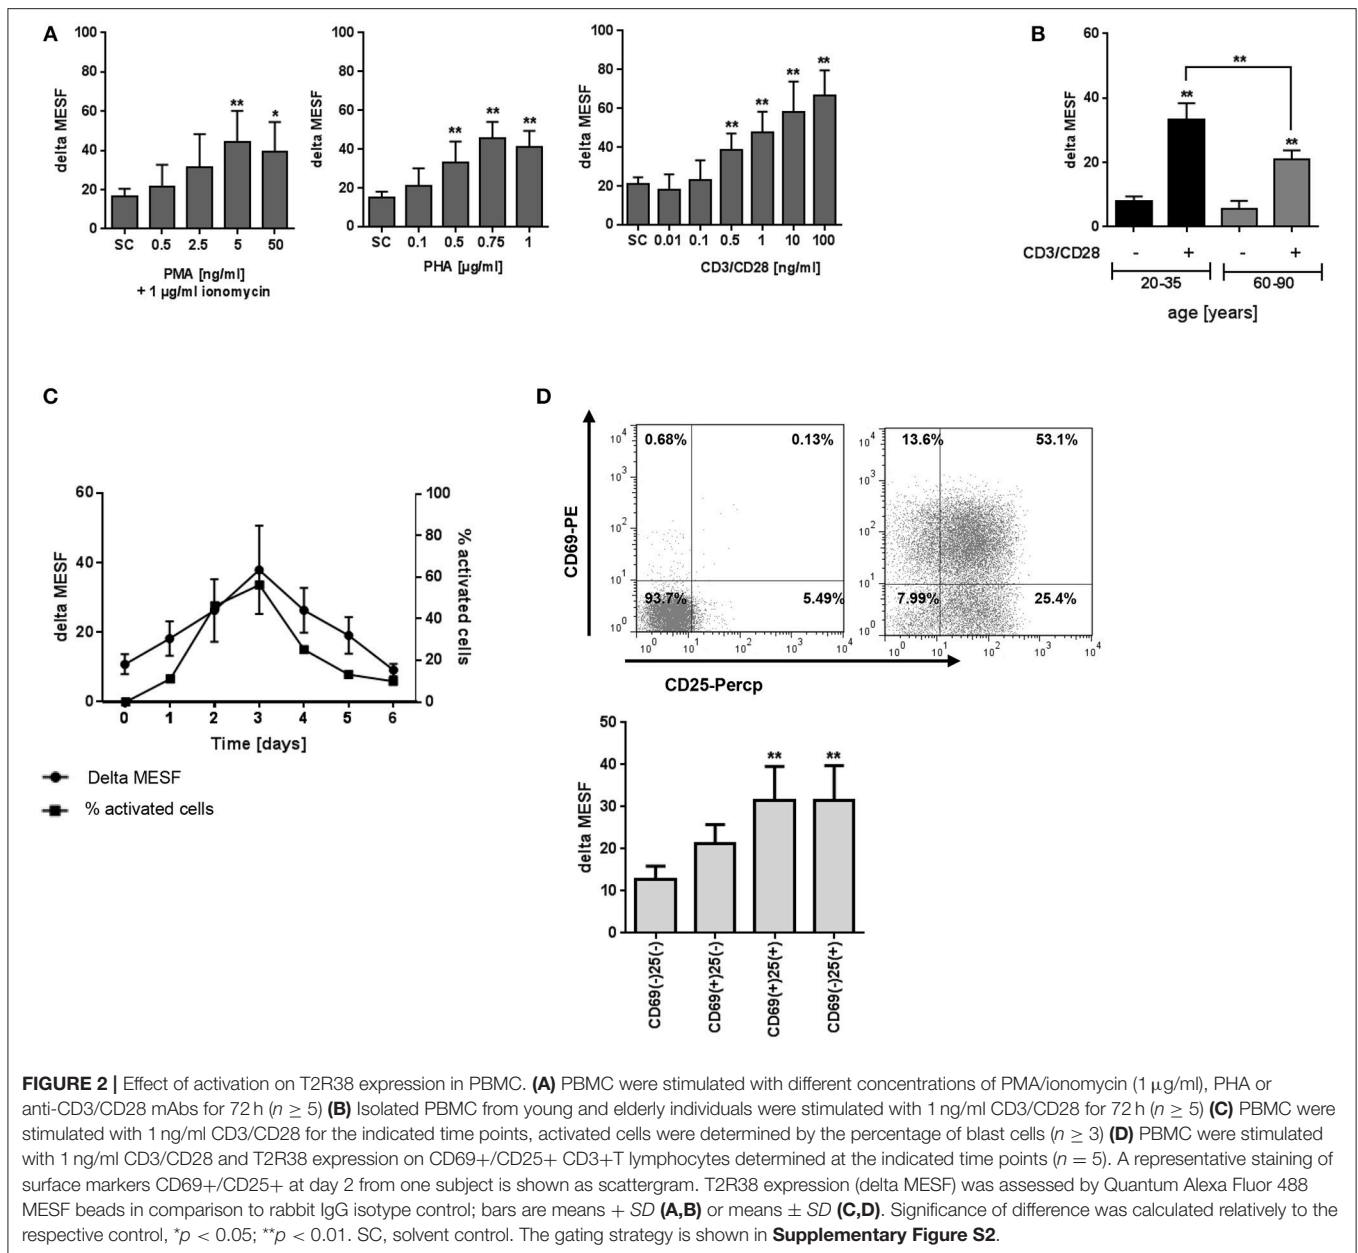 A
100
80
60
40
20
0
delta MESF
**
*
SC 0.5 2.5 5 50
PMA [ng/ml]
+ 1 µg/ml ionomycin
100
80
60
40
20
0
delta MESF
** ** **
SC 0.1 0.5 0.75 1
PHA [µg/ml]
100
80
60
40
20
0
delta MESF
** ** ** **
SC 0.01 0.1 0.5 1 10 100
CD3/CD28 [ng/ml]
B
60
40
20
0
delta MESF
**
**
**
CD3/CD28 - + - +
20-35 60-90
age [years]
C
60
40
20
0
delta MESF
100
80
60
40
20
0
% activated cells
0 1 2 3 4 5 6
Time [days]
Delta MESF
% activated cells
D
CD69-PE
10⁴
10³
10²
10¹
10⁰
0.68% 0.13%
93.7% 5.49%
10⁰ 10¹ 10² 10³ 10⁴
10⁴
10³
10²
10¹
10⁰
13.6% 53.1%
7.99% 25.4%
10⁰ 10¹ 10² 10³ 10⁴
CD25-Percp
50
40
30
20
10
0
delta MESF
** **
CD69(-)25(-)
CD69(+)25(-)
CD69(+)25(+)
CD69(-)25(+)
FIGURE 2 | Effect of activation on T2R38 expression in PBMC. (A) PBMC were stimulated with different concentrations of PMA/ionomycin (1 µg/ml), PHA or
anti-CD3/CD28 mAbs for 72 h (n ≥ 5) (B) Isolated PBMC from young and elderly individuals were stimulated with 1 ng/ml CD3/CD28 for 72 h (n ≥ 5) (C) PBMC were
stimulated with 1 ng/ml CD3/CD28 for the indicated time points, activated cells were determined by the percentage of blast cells (n ≥ 3) (D) PBMC were stimulated
with 1 ng/ml CD3/CD28 and T2R38 expression on CD69+/CD25+ CD3+T lymphocytes determined at the indicated time points (n = 5). A representative staining of
surface markers CD69+/CD25+ at day 2 from one subject is shown as scattergram. T2R38 expression (delta MESF) was assessed by Quantum Alexa Fluor 488
MESF beads in comparison to rabbit IgG isotype control; bars are means + SD (A,B) or means ± SD (C,D). Significance of difference was calculated relatively to the
respective control, *p < 0.05; **p < 0.01. SC, solvent control. The gating strategy is shown in Supplementary Figure S2.